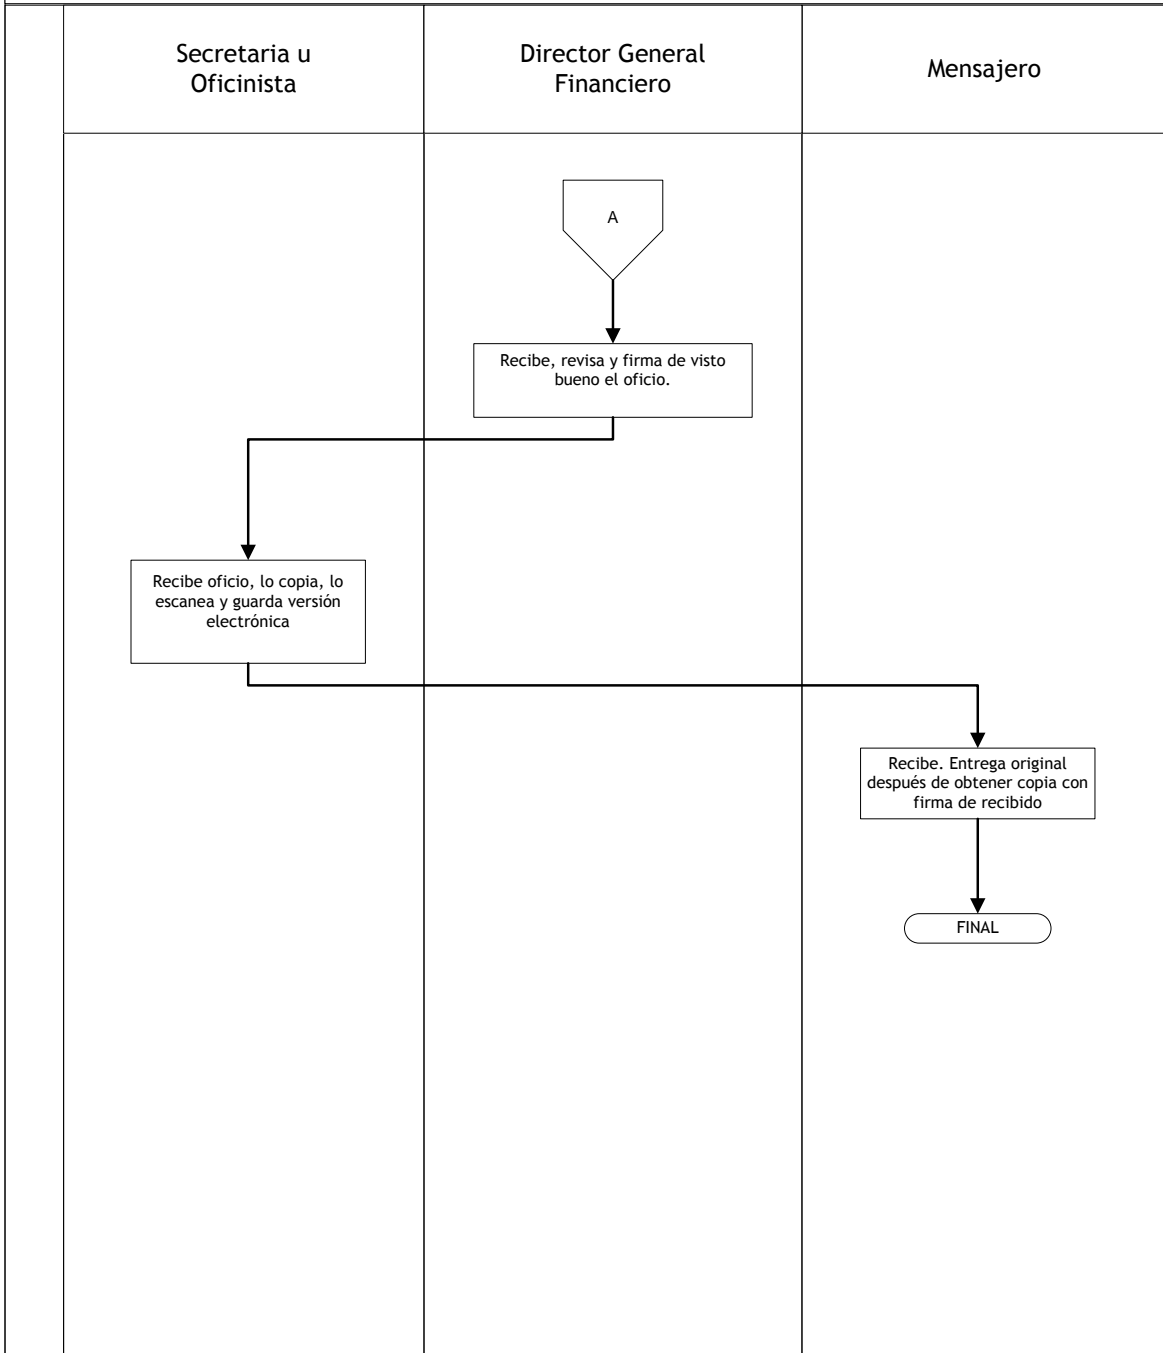 Secretaria u
Oficinista
Director General
Financiero
Mensajero
A
Recibe, revisa y firma de visto
bueno el oficio.
Recibe oficio, lo copia, lo
escanea y guarda versión
electrónica
Recibe. Entrega original
después de obtener copia con
firma de recibido
FINAL